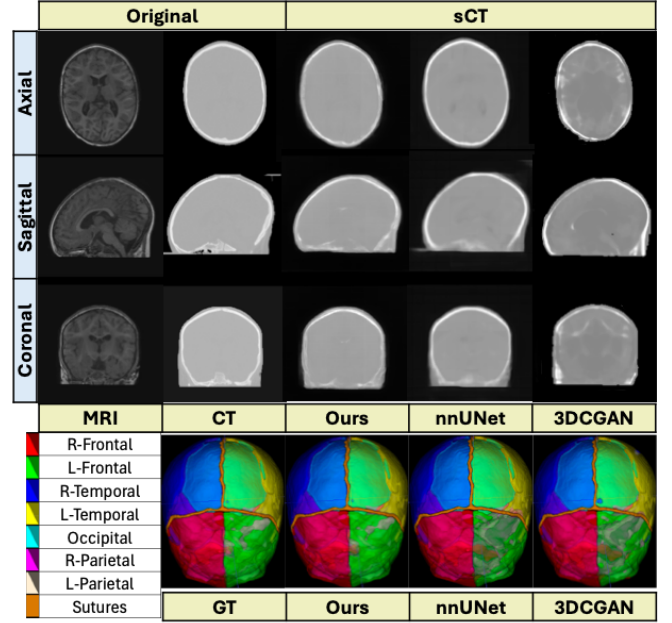 Original sCT
Axial
Sagittal
Coronal
MRI CT Ours nnUNet 3DCGAN
R-Frontal
L-Frontal
R-Temporal
L-Temporal
Occipital
R-Parietal
L-Parietal
Sutures
GT Ours nnUNet 3DCGAN